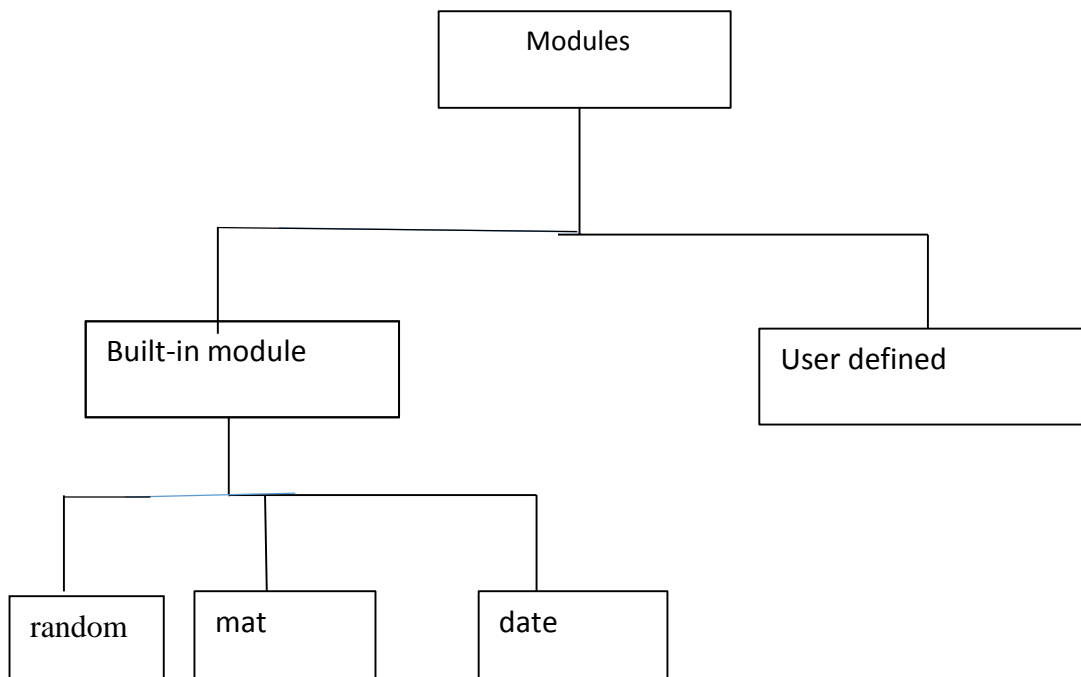 Modules
Built-in module
User defined
random
mat
date